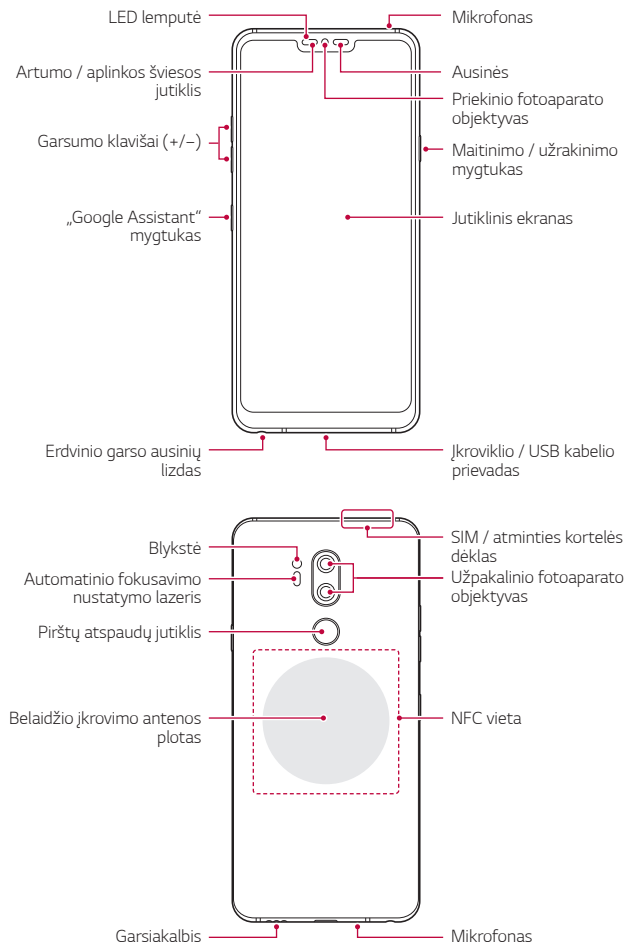 LED lemputė
Mikrofonas
Artumo / aplinkos šviesos
jutiklis
Ausinės
Priekinio fotoaparato
objektyvas
Garsumo klavišai (+/–)
Maitinimo / užrakinimo
mygtukas
„Google Assistant“
mygtukas
Jutiklinis ekranas
Erdvinio garso ausinių
lizdas
Įkroviklio / USB kabelio
prievadas
SIM / atminties kortelės
dėklas
Blykstė
Automatinio fokusavimo
nustatymo lazeris
Užpakalinio fotoaparato
objektyvas
Pirštų atspaudų jutiklis
Belaidžio įkrovimo antenos
plotas
NFC vieta
Garsiakalbis
Mikrofonas